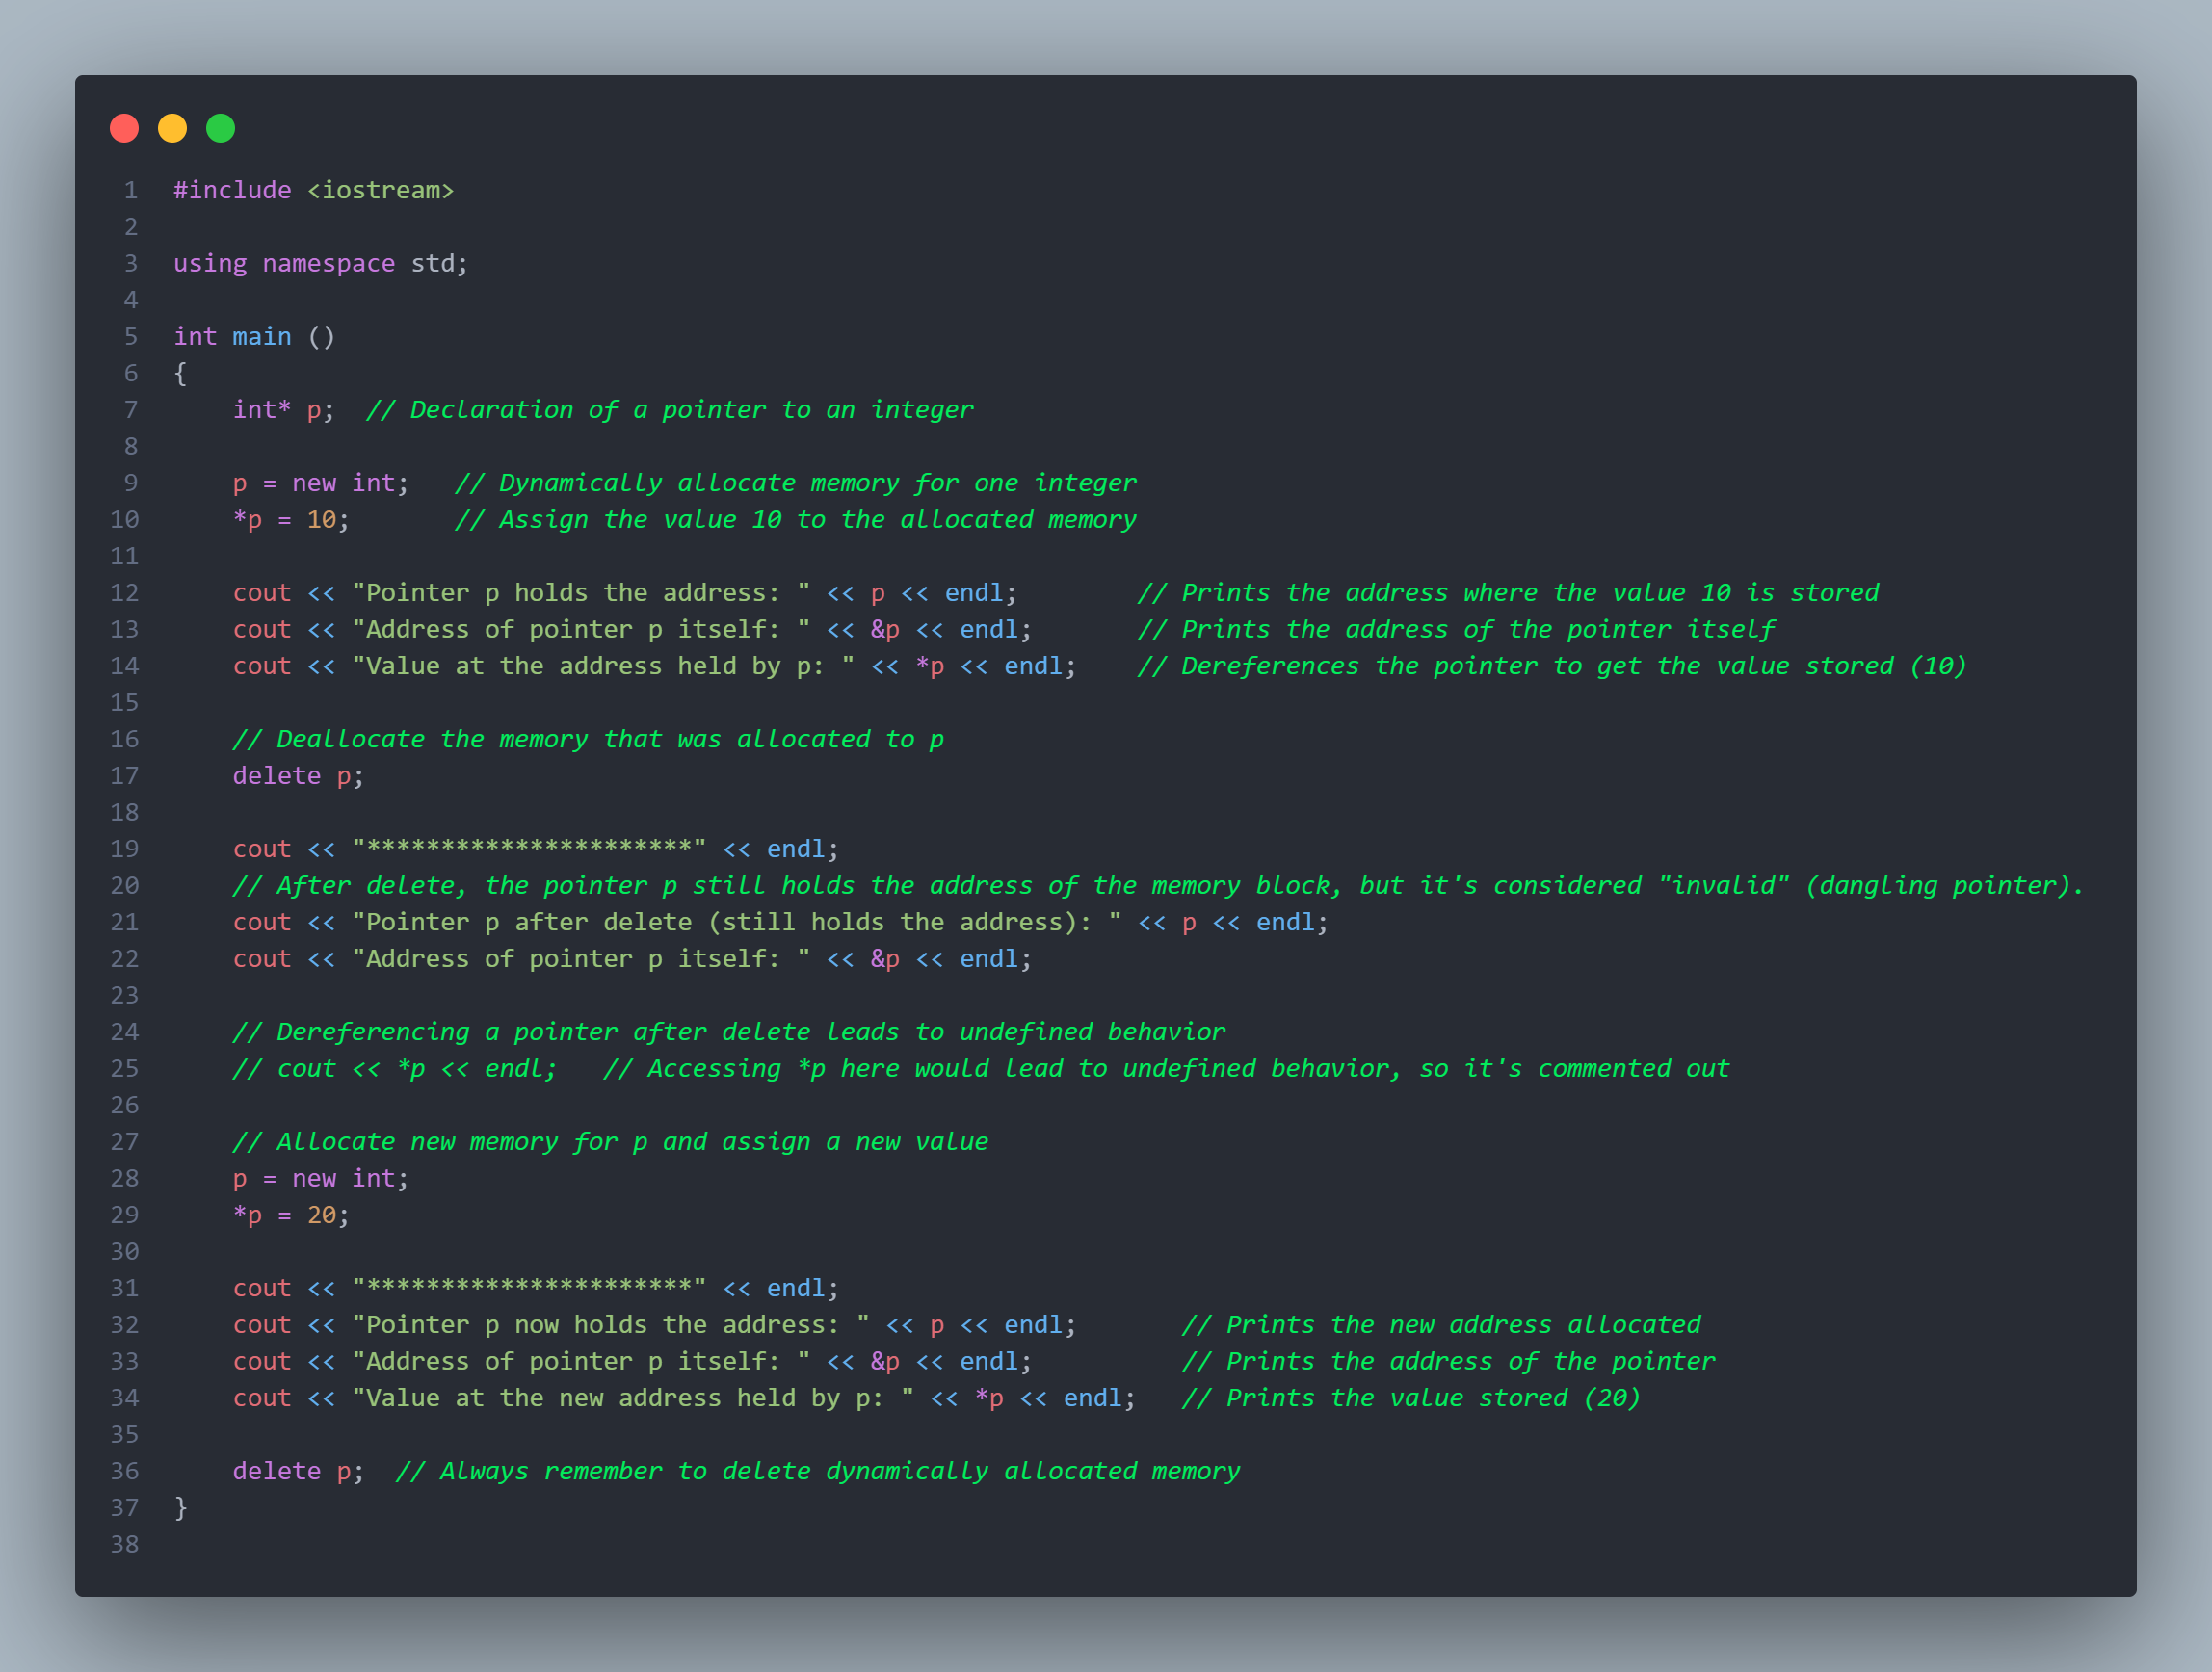 1 #include <iostream>
2
3 using namespace std;
4
5 int main ()
6 {
7     int* p;  // Declaration of a pointer to an integer
8
9     p = new int;   // Dynamically allocate memory for one integer
10     *p = 10;       // Assign the value 10 to the allocated memory
11
12     cout << "Pointer p holds the address: " << p << endl;        // Prints the address where the value 10 is stored
13     cout << "Address of pointer p itself: " << &p << endl;       // Prints the address of the pointer itself
14     cout << "Value at the address held by p: " << *p << endl;    // Dereferences the pointer to get the value stored (10)
15
16     // Deallocate the memory that was allocated to p
17     delete p;
18
19     cout << "**********************" << endl;
20     // After delete, the pointer p still holds the address of the memory block, but it's considered "invalid" (dangling pointer).
21     cout << "Pointer p after delete (still holds the address): " << p << endl;
22     cout << "Address of pointer p itself: " << &p << endl;
23
24     // Dereferencing a pointer after delete leads to undefined behavior
25     // cout << *p << endl;   // Accessing *p here would lead to undefined behavior, so it's commented out
26
27     // Allocate new memory for p and assign a new value
28     p = new int;
29     *p = 20;
30
31     cout << "**********************" << endl;
32     cout << "Pointer p now holds the address: " << p << endl;       // Prints the new address allocated
33     cout << "Address of pointer p itself: " << &p << endl;          // Prints the address of the pointer
34     cout << "Value at the new address held by p: " << *p << endl;   // Prints the value stored (20)
35
36     delete p;  // Always remember to delete dynamically allocated memory
37 }
38